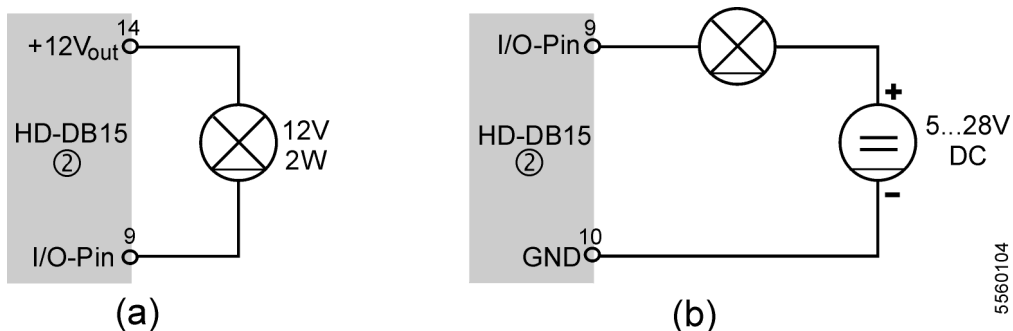 14
+12Vout
HD-DB15
②
12V
2W
9
I/O-Pin
(a)
9
I/O-Pin
HD-DB15
②
+
5...28V
DC
-
10
GND
(b)
5560104